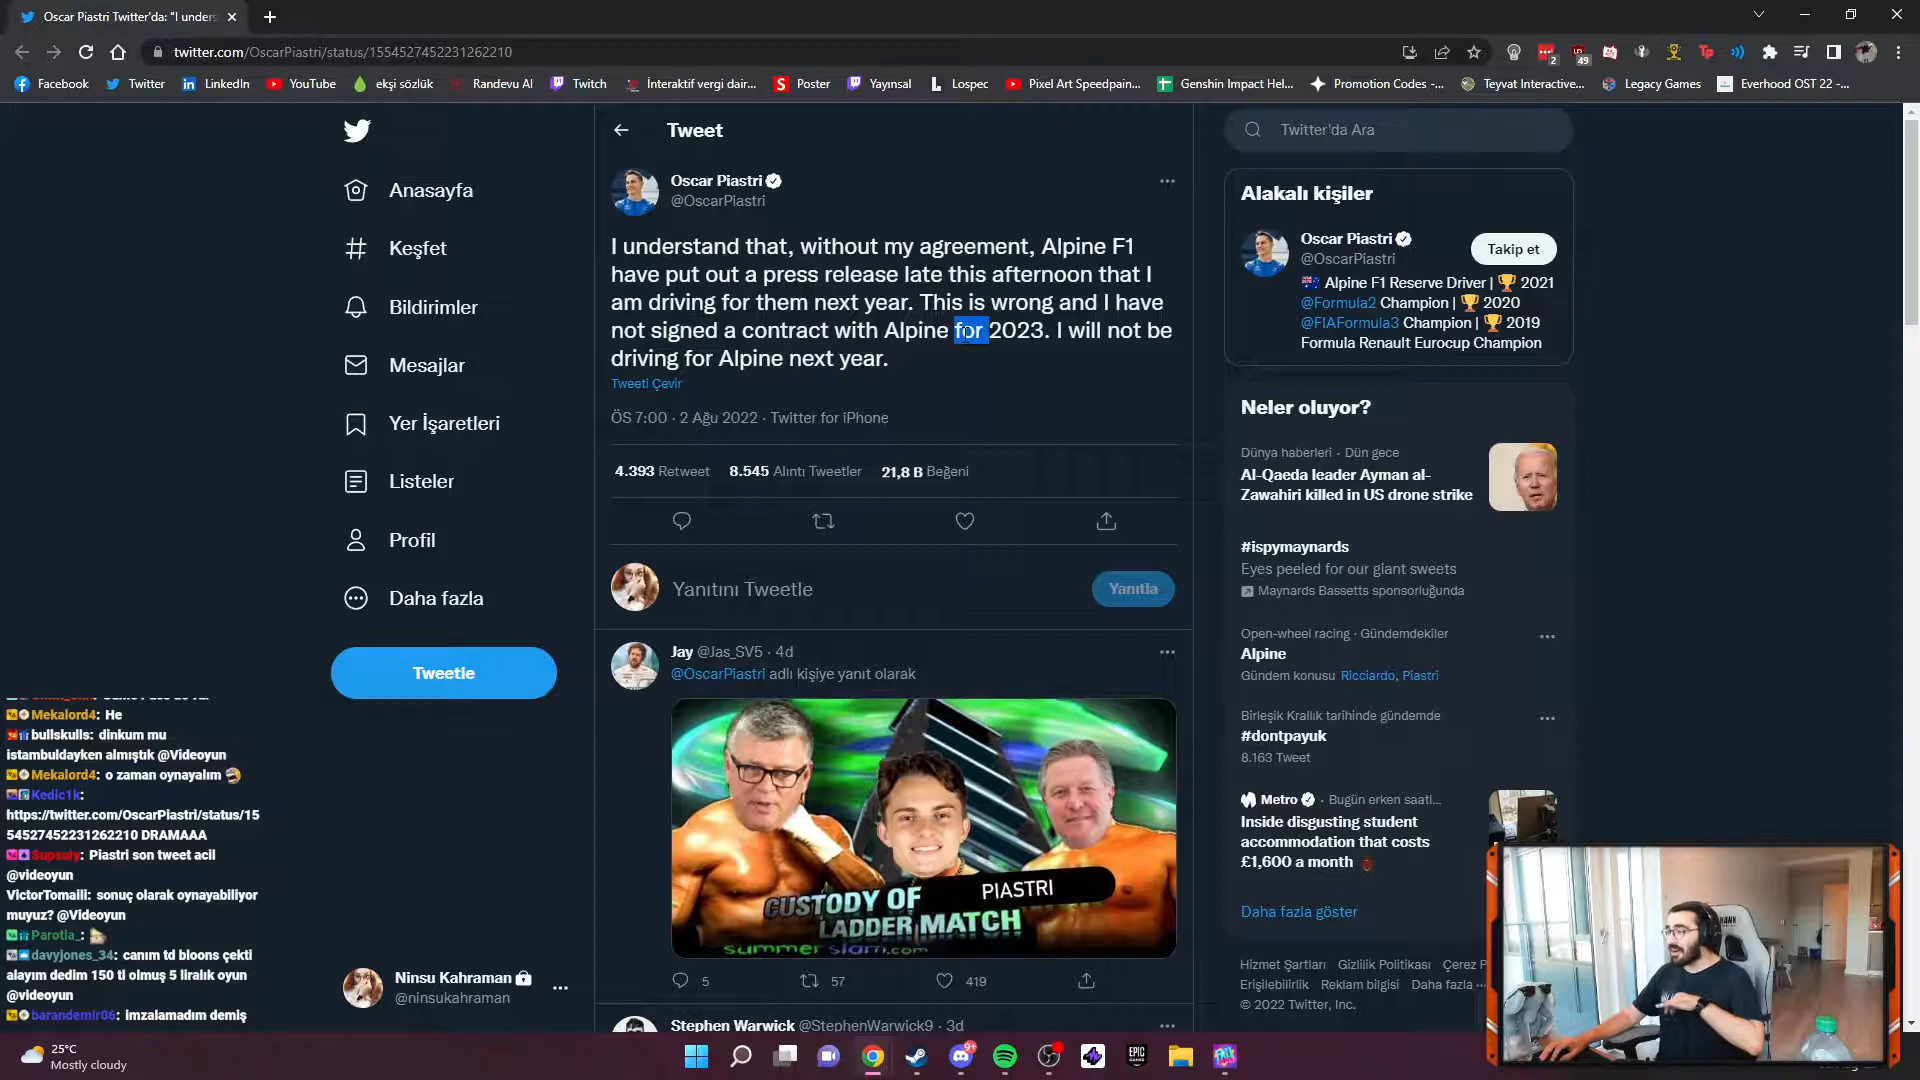 Oscar Piastri Twitter'da: "I unders
twitter.com/OscarPiastri/status/1554527452231262210
2
49
Facebook
Twitter
LinkedIn
YouTube
ekşi sözlük
Randevu Al
Twitch
İnteraktif vergi dair...
Poster
Yayınsal
Lospec
Pixel Art Speedpain...
Genshin Impact Hel...
Promotion Codes -...
Teyvat Interactive...
Legacy Games
Everhood OST 22 -...
Anasayfa
Keşfet
Bildirimler
Mesajlar
Yer İşaretleri
Listeler
Profil
Daha fazla
Tweetle
Mekalord4: He
bullskulls: dinkum mu
istambuldayken almıştık @Videoyun
Mekalord4: o zaman oynayalım
Kedic1k:
https://twitter.com/OscarPiastri/status/15
54527452231262210 DRAMAAA
Supsuly: Piastri son tweet acil
@videoyun
VictorTomaili: sonuç olarak oynayabiliyor
muyuz? @Videoyun
Parotia_:
davyjones_34: canım td bloons çekti
alayım dedim 150 tl olmuş 5 liralık oyun
@videoyun
barandemir06: imzalamadım demiş
Ninsu Kahraman
@ninsukahraman
Tweet
Oscar Piastri
@OscarPiastri
I understand that, without my agreement, Alpine F1
have put out a press release late this afternoon that I
am driving for them next year. This is wrong and I have
not signed a contract with Alpine for 2023. I will not be
driving for Alpine next year.
Tweeti Çevir
ÖS 7:00 · 2 Ağu 2022 · Twitter for iPhone
4.393 Retweet 8.545 Alıntı Tweetler 21,8 B Beğeni
Yanıtını Tweetle
Yanıtla
Jay @Jas_SV5 · 4d
@OscarPiastri adlı kişiye yanıt olarak
PIASTRI
CUSTODY OF
LADDER MATCH
summerslam.com
5
57
419
Stephen Warwick @StephenWarwick9 · 3d
Twitter'da Ara
Alakalı kişiler
Oscar Piastri
@OscarPiastri
Takip et
Alpine F1 Reserve Driver | 2021
@Formula2 Champion | 2020
@FIAFormula3 Champion | 2019
Formula Renault Eurocup Champion
Neler oluyor?
Dünya haberleri · Dün gece
Al-Qaeda leader Ayman al-
Zawahiri killed in US drone strike
#ispymaynards
Eyes peeled for our giant sweets
Maynards Bassetts sponsorluğunda
Open-wheel racing · Gündemdekiler
Alpine
Gündem konusu Ricciardo, Piastri
Birleşik Krallık tarihinde gündemde
#dontpayuk
8.163 Tweet
Metro · Bugün erken saatl...
Inside disgusting student
accommodation that costs
£1,600 a month
Daha fazla göster
Hizmet Şartları Gizlilik Politikası Çerez P
Erişilebilirlik Reklam bilgisi Daha fazla ···
© 2022 Twitter, Inc.
25°C
Mostly cloudy
9+
EPIC
GAMES